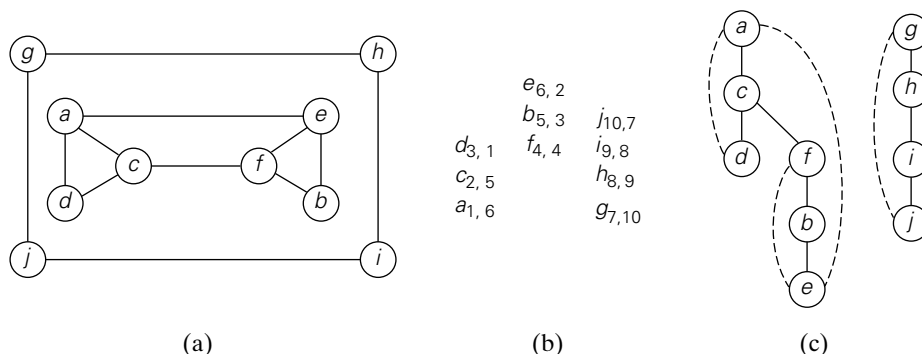 g h
a e
c f
d b
j i
(a)
e6, 2
b5, 3 j10,7
d3, 1 f4, 4 i9, 8
c2, 5 h8, 9
a1, 6 g7,10
(b)
a g
c h
d f i
b j
e
(c)